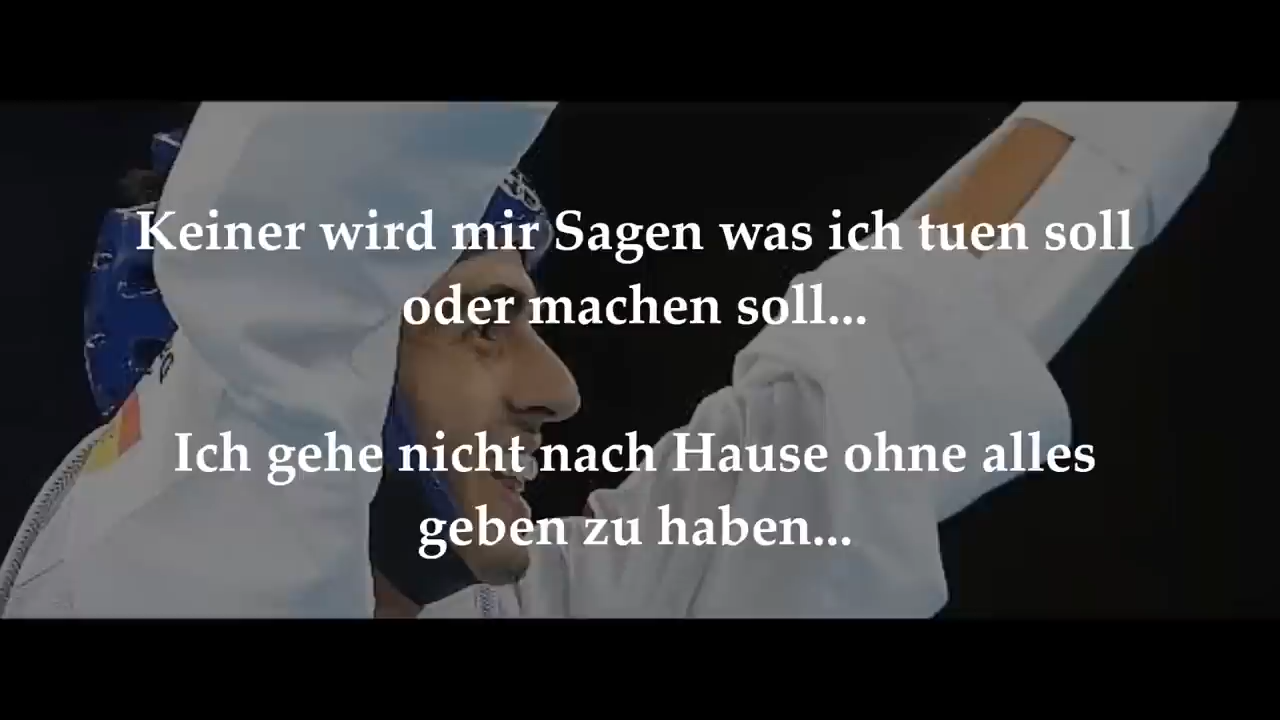 Keiner wird mir Sagen was ich tuen soll
oder machen soll...
Ich gehe nicht nach Hause ohne alles
geben zu haben...